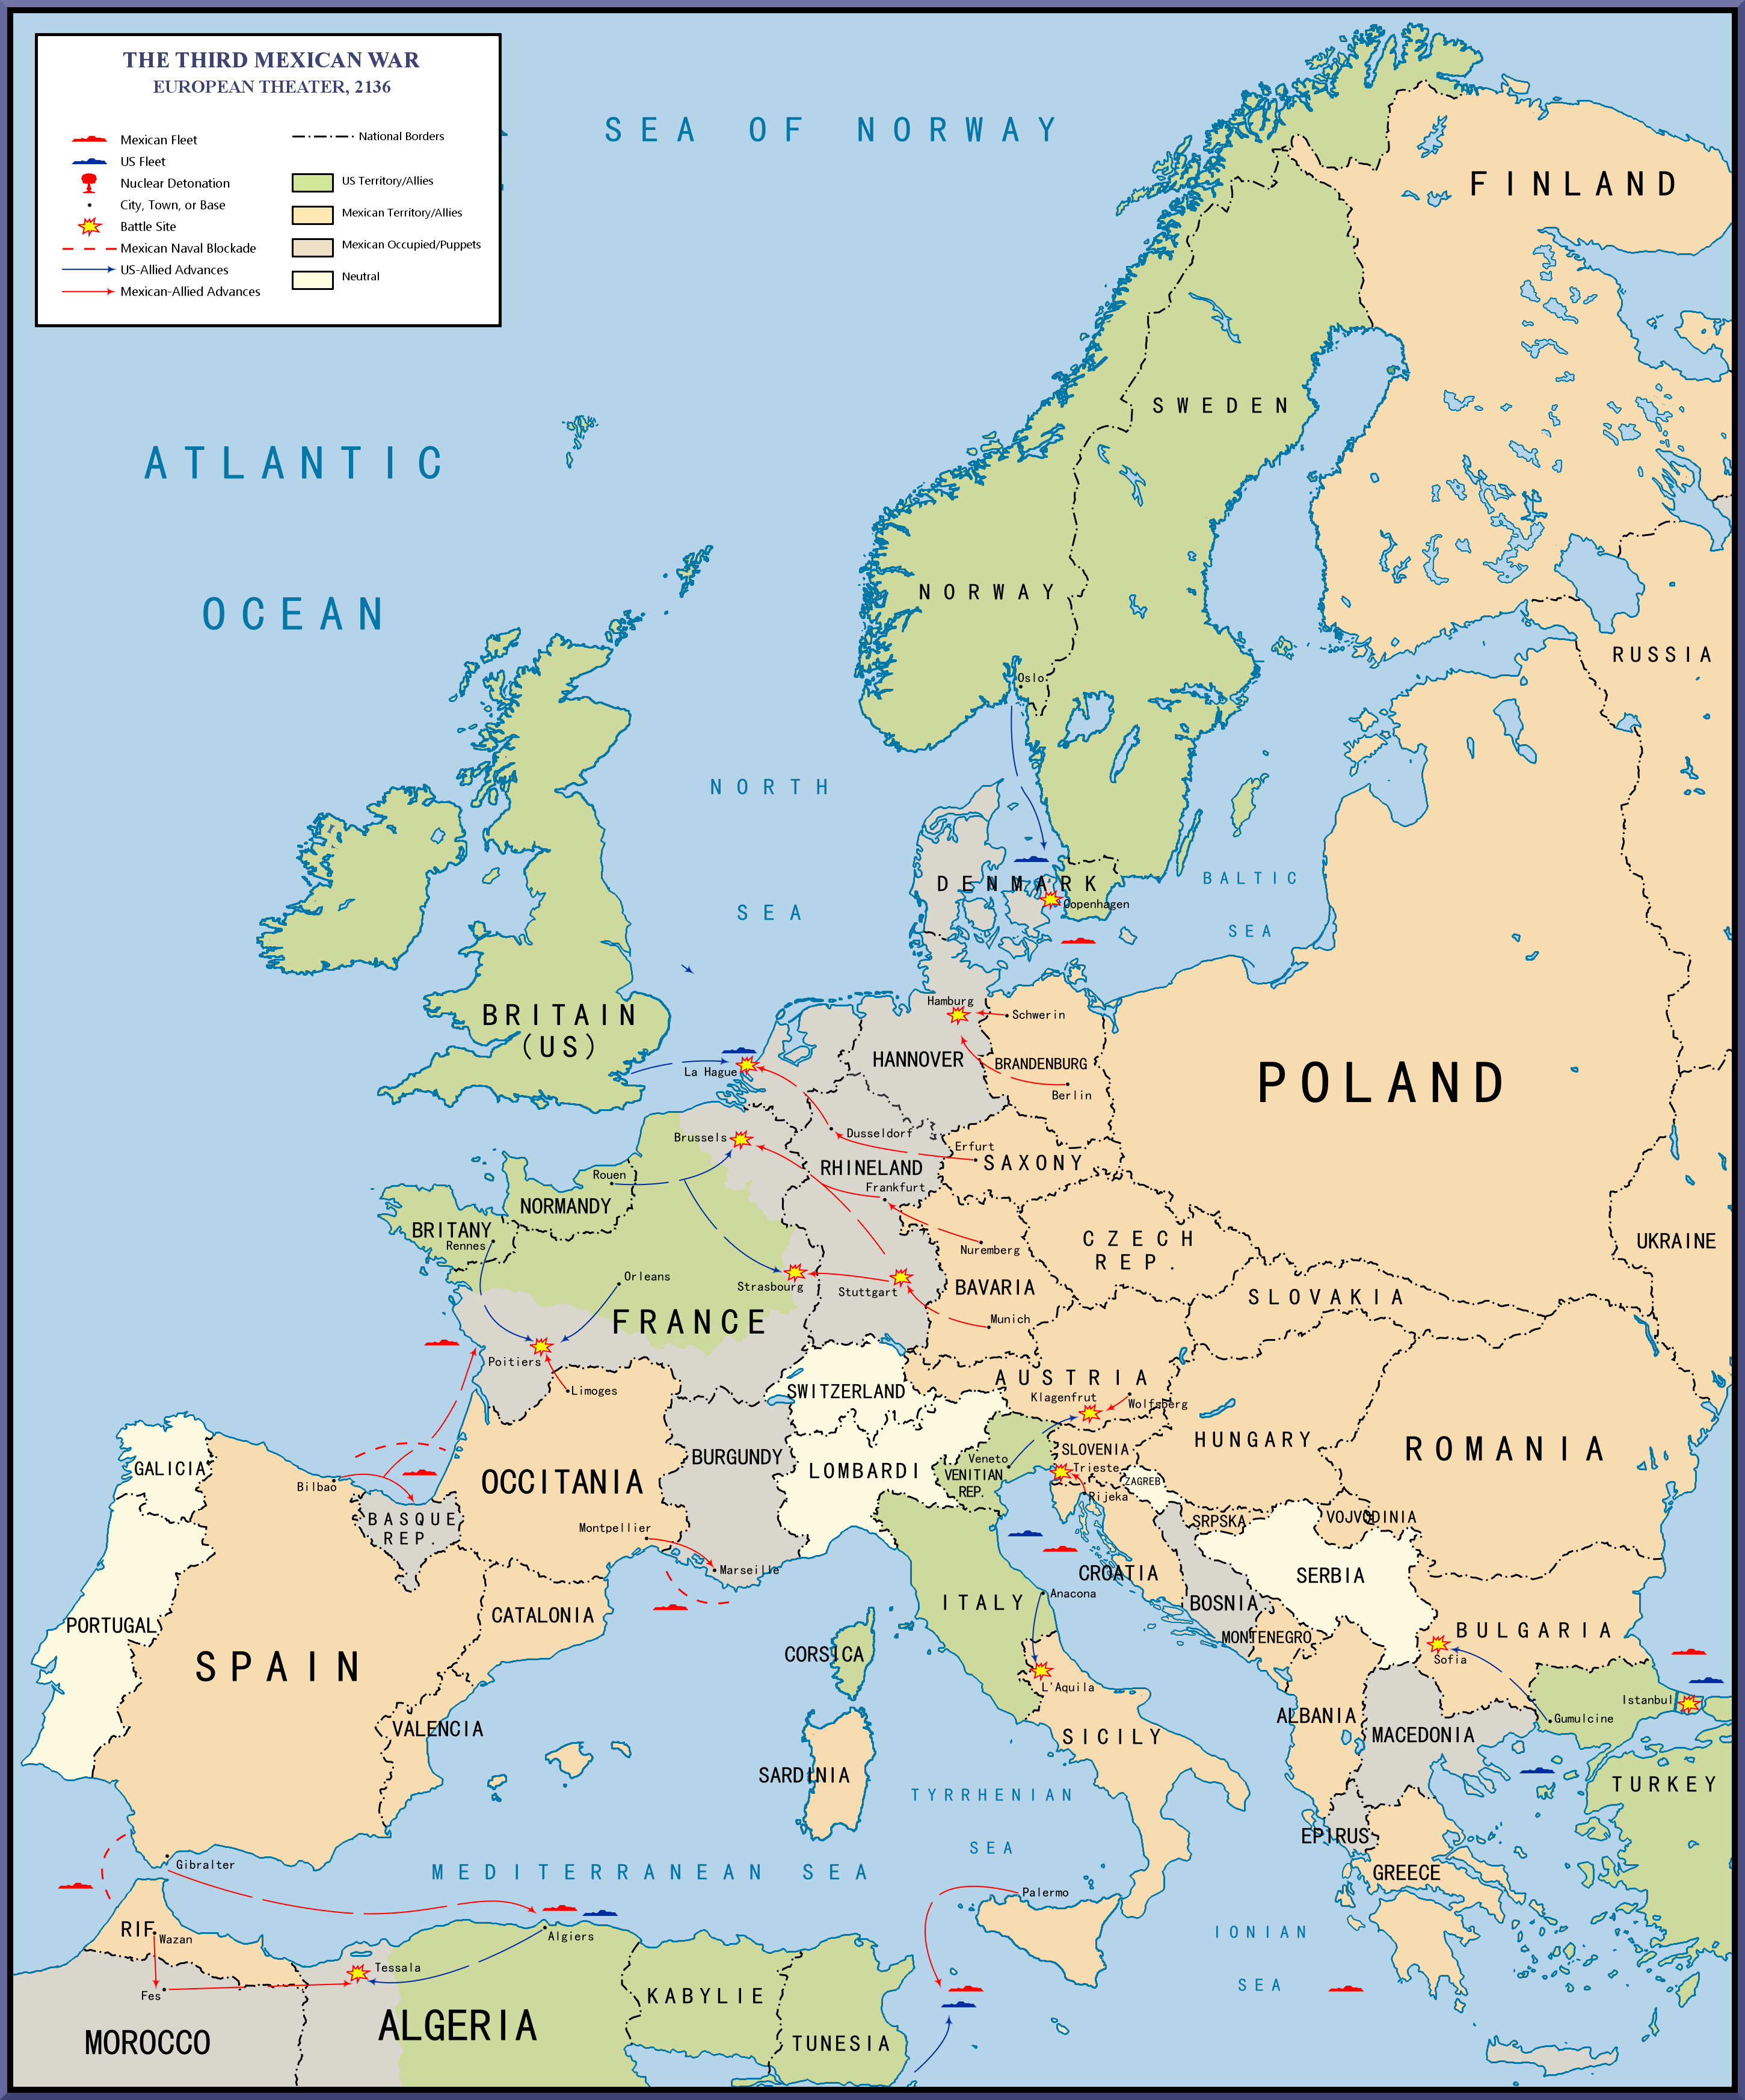 THE THIRD MEXICAN WAR
EUROPEAN THEATER, 2136
Mexican Fleet
US Fleet
Nuclear Detonation
City, Town, or Base
Battle Site
Mexican Naval Blockade
US-Allied Advances
Mexican-Allied Advances
National Borders
US Territory/Allies
Mexican Territory/Allies
Mexican Occupied/Puppets
Neutral
SEA OF NORWAY
FINLAND
SWEDEN
ATLANTIC
OCEAN
NORWAY
RUSSIA
Oslo
NORTH
SEA
BALTIC
SEA
DENMARK
Copenhagen
BRITAIN
(US)
Hamburg
Schwerin
HANNOVER
BRANDENBURG
Berlin
La Hague
POLAND
Brussels
Dusseldorf
Erfurt
SAXONY
RHINELAND
Frankfurt
Rouen
NORMANDY
BRITANY
Rennes
Nuremberg
CZECH
REP.
UKRAINE
Orleans
Strasbourg
Stuttgart
BAVARIA
SLOVAKIA
FRANCE
Munich
Poitiers
Limoges
SWITZERLAND
AUSTRIA
Klagenfrut
Wolfsberg
GALICIA
Bilbao
BASQUE
REP.
OCCITANIA
BURGUNDY
LOMBARDI
Veneto
VENITIAN
REP.
SLOVENIA
Trieste
Rijeka
ZAGREB
HUNGARY
ROMANIA
Montpellier
Marseille
SRPSKA
VOJVODINIA
CROATIA
SERBIA
BOSNIA
Anacona
ITALY
PORTUGAL
SPAIN
CATALONIA
CORSICA
MONTENEGRO
BULGARIA
Sofia
L'Aquila
Istanbul
Gumulcine
VALENCIA
SICILY
ALBANIA
MACEDONIA
SARDINIA
TURKEY
TYRRHENIAN
SEA
EPIRUS
GREECE
Gibralter
MEDITERRANEAN SEA
Palermo
RIF
Wazan
Algiers
IONIAN
SEA
Tessala
Fes
KABYLIE
ALGERIA
MOROCCO
TUNESIA